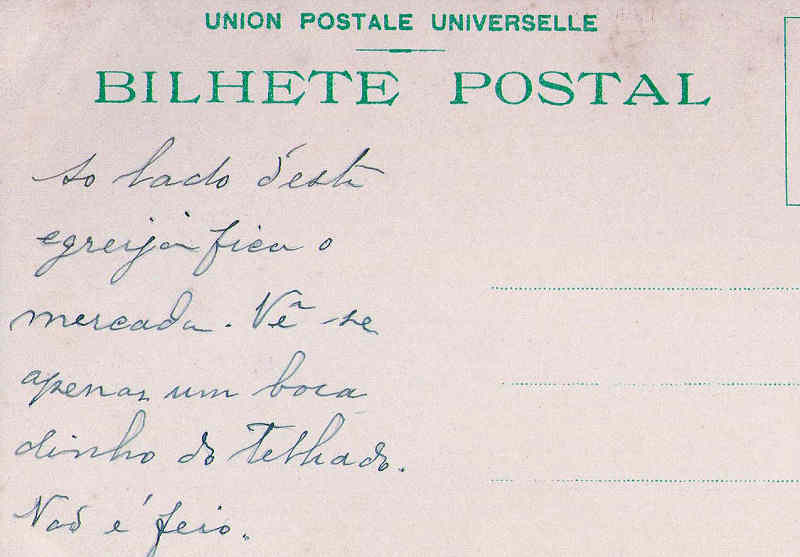 UNION POSTALE UNIVERSELLE
BILHETE POSTAL
Ao lado d'esta
egreija fica o
mercado. Vê-se
apenas um boca
dinho do telhado.
Não é feio.